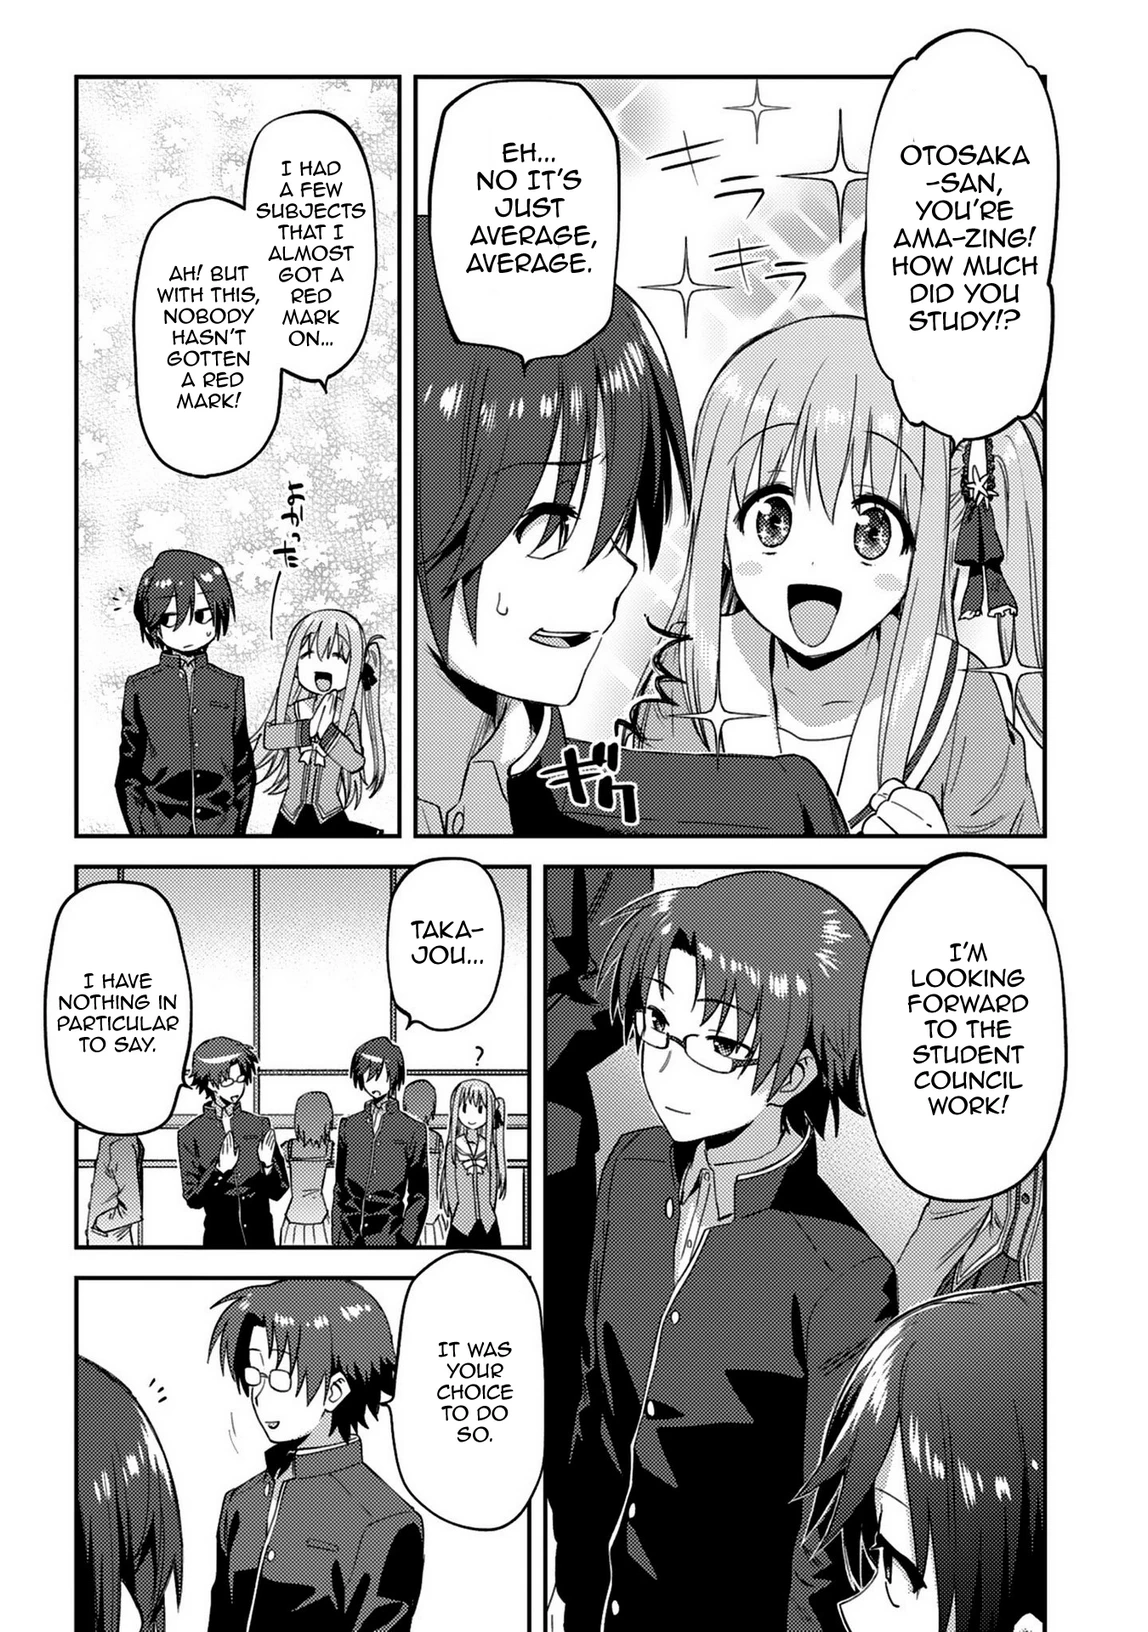 OTOSAKA
-SAN,
YOU'RE
AMA-ZING!
HOW MUCH
DID YOU
STUDY!?
キラ
キラ
EH...
NO IT'S
JUST
AVERAGE,
AVERAGE.
ギク
I HAD
A FEW
SUBJECTS
THAT I
ALMOST
GOT A
RED
MARK
ON...
AH! BUT
WITH THIS,
NOBODY
HASN'T
GOTTEN
A RED
MARK!
I'M
LOOKING
FORWARD
TO THE
STUDENT
COUNCIL
WORK!
TAKA-
JOU...
?
I HAVE
NOTHING IN
PARTICULAR
TO SAY.
IT WAS
YOUR
CHOICE
TO DO
SO.